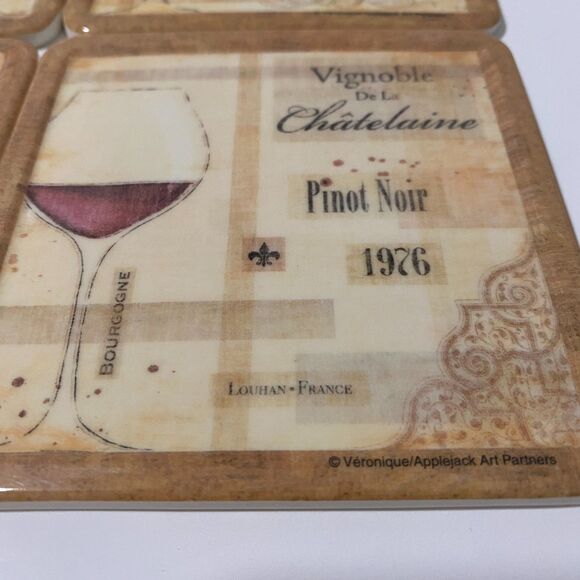 Vignoble
De La
Châtelaine
Pinot Noir
1976
BOURGOGNE
LOUHAN • FRANCE
© Véronique/Applejack Art Partners